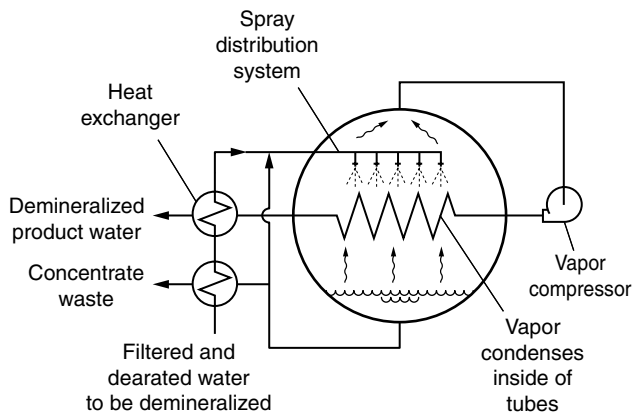 Spray
distribution
system
Heat
exchanger
Demineralized
product water
Concentrate
waste
Filtered and
dearated water
to be demineralized
Vapor
compressor
Vapor
condenses
inside of
tubes